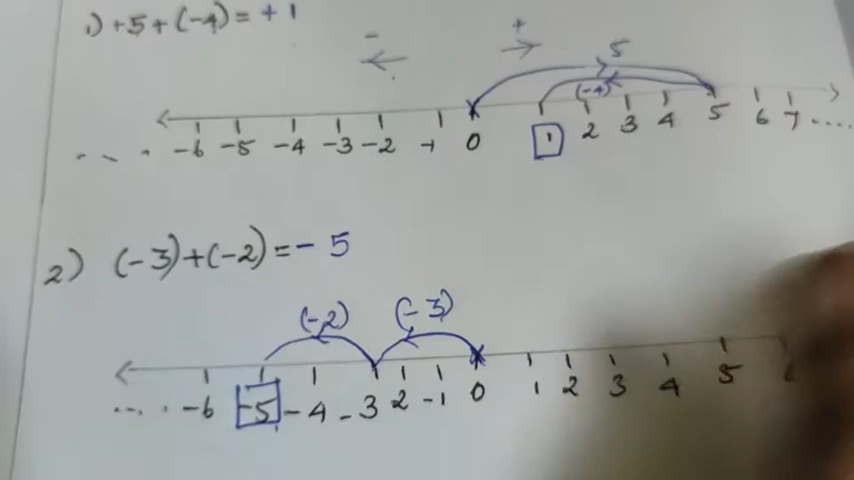 1) +5 + (-4) = +1
- +
5
(-4)
.... -6 -5 -4 -3 -2 -1 0 1 2 3 4 5 6 7 ....
2) (-3) + (-2) = - 5
(-2) (-3)
.... -6 -5 -4 -3 2 -1 0 1 2 3 4 5